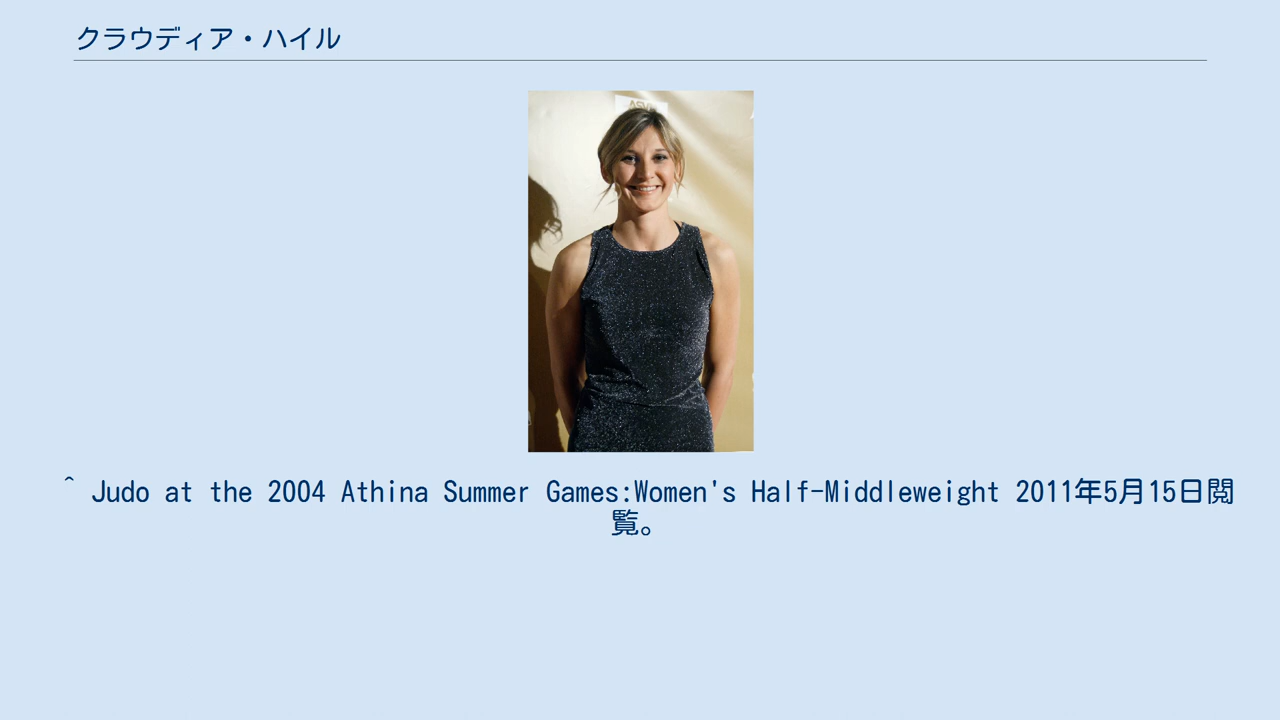 クラウディア・ハイル
^ Judo at the 2004 Athina Summer Games:Women's Half-Middleweight 2011年5月15日閲
覧。